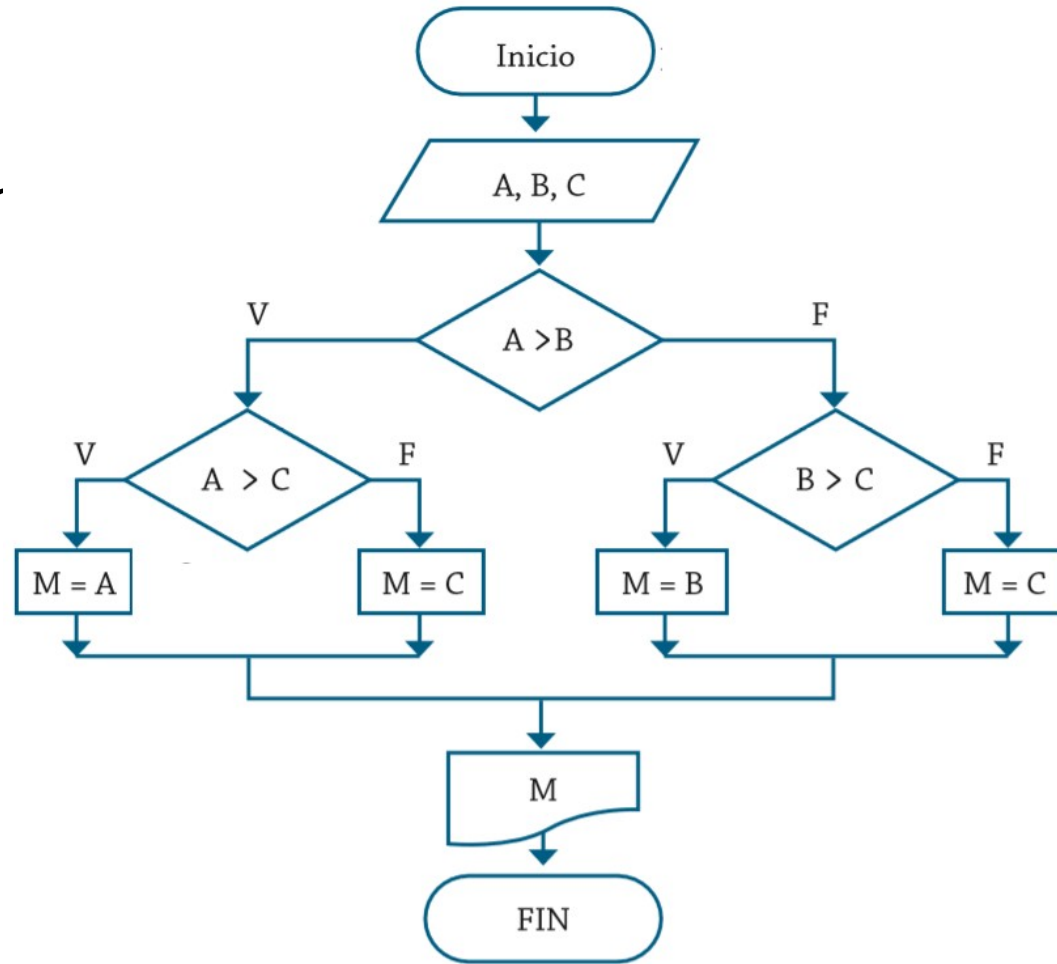 Inicio
A, B, C
A >B
V
F
A > C
V
F
B > C
V
F
M = A
M = C
M = B
M = C
M
FIN